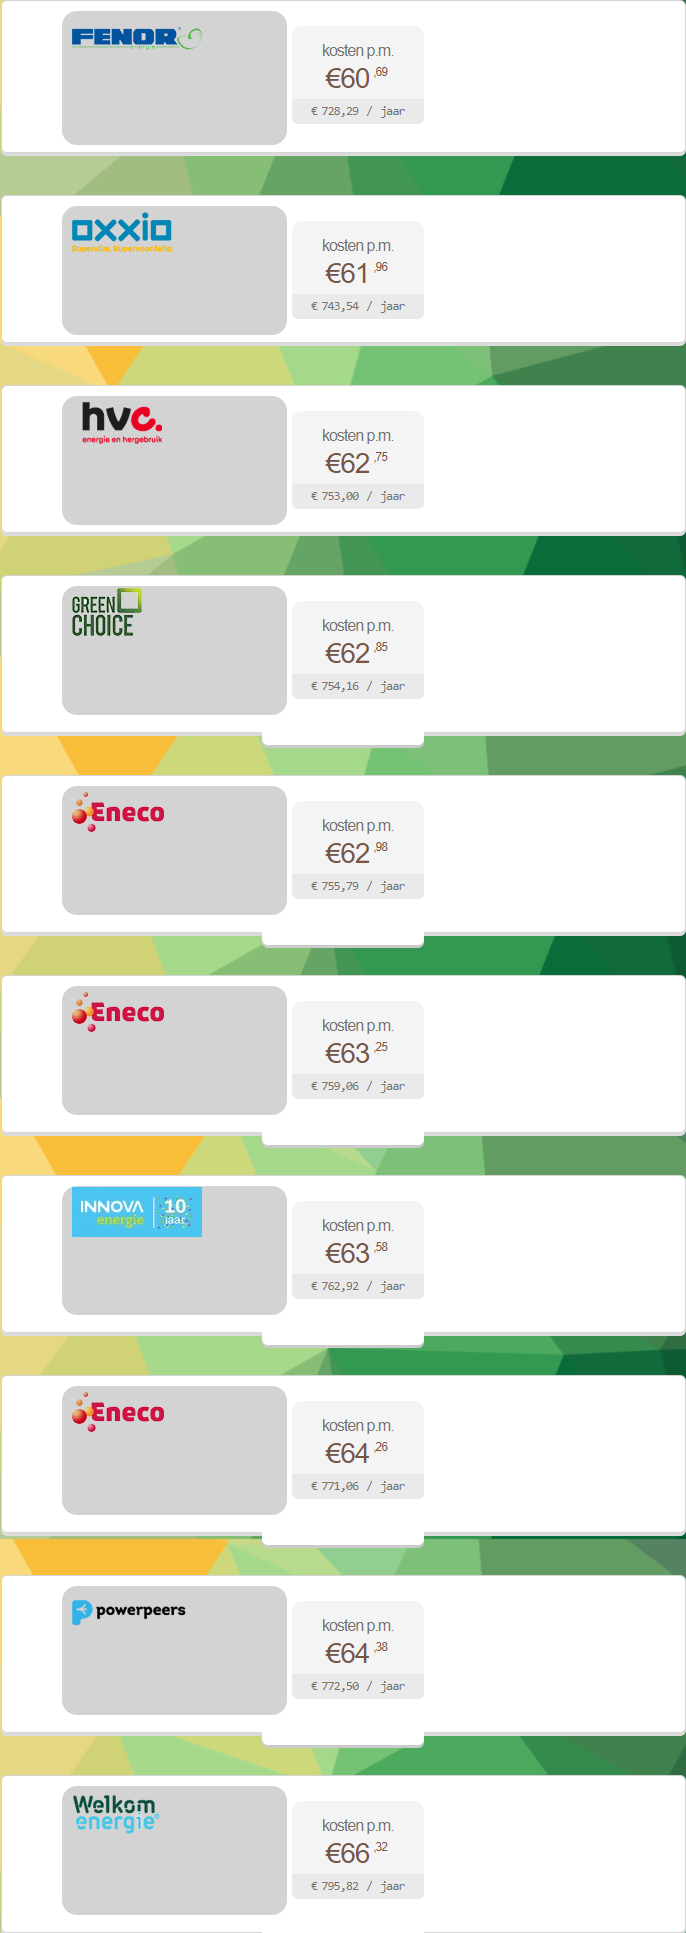 FENOR
energie
kosten p.m.
€60,69
€ 728,29 / jaar
oxxio
Superslim. Supervoordelig.
kosten p.m.
€61,96
€ 743,54 / jaar
hvc.
energie en hergebruik
kosten p.m.
€62,75
€ 753,00 / jaar
GREEN
CHOICE
kosten p.m.
€62,85
€ 754,16 / jaar
Eneco
kosten p.m.
€62,98
€ 755,79 / jaar
Eneco
kosten p.m.
€63,25
€ 759,06 / jaar
INNOVA 10
energie jaar
kosten p.m.
€63,58
€ 762,92 / jaar
Eneco
kosten p.m.
€64,26
€ 771,06 / jaar
powerpeers
kosten p.m.
€64,38
€ 772,50 / jaar
Welkom
energie
kosten p.m.
€66,32
€ 795,82 / jaar